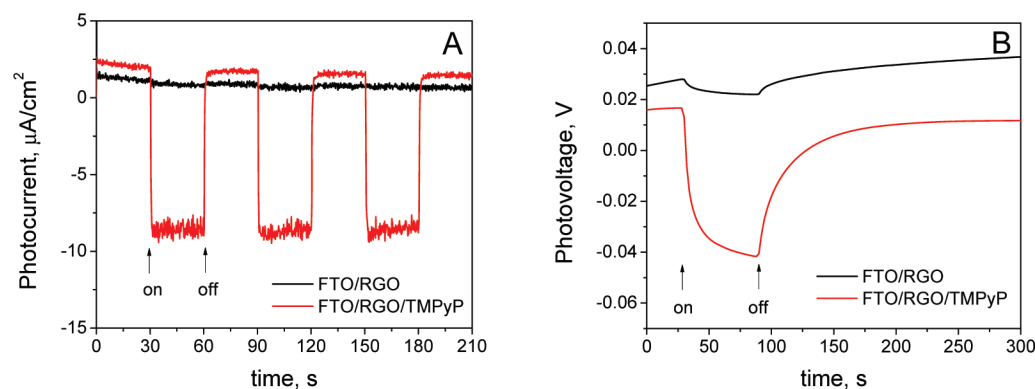 A
Photocurrent, μA/cm²
5
0
-5
-10
-15
on
off
FTO/RGO
FTO/RGO/TMPyP
0
30
60
90
120
150
180
210
time, s
B
Photovoltage, V
0.04
0.02
0.00
-0.02
-0.04
-0.06
on
off
FTO/RGO
FTO/RGO/TMPyP
0
50
100
150
200
250
300
time, s